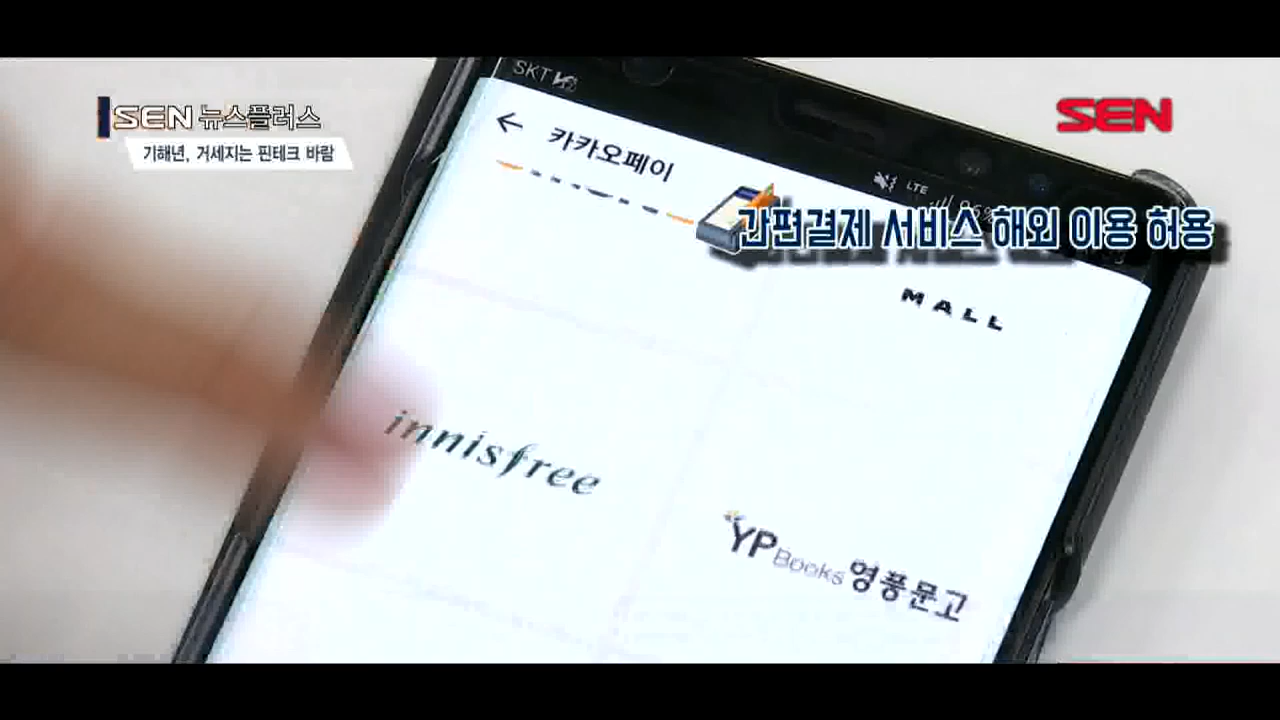 SKT
SEN 뉴스플러스
SEN
기해년, 거세지는 핀테크 바람
카카오페이
LTE
간편결제 서비스 해외 이용 허용
MALL
innisfree
YP Books 영풍문고